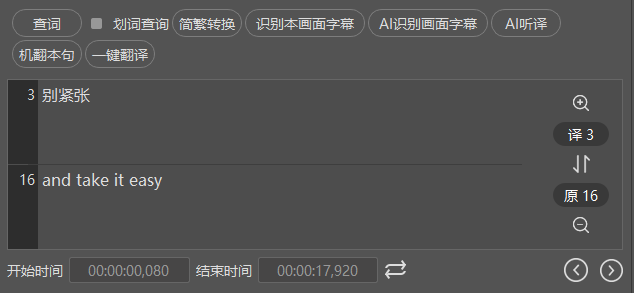 查词 划词查询 简繁转换 识别本画面字幕 AI识别画面字幕 AI听译
机翻本句 一键翻译
3 别紧张
译 3
16 and take it easy
原 16
开始时间 00:00:00,080 结束时间 00:00:17,920